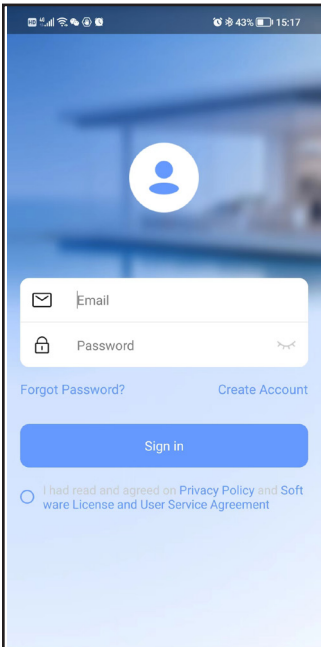 HD 43% 15:17
Email
Password
Forgot Password? Create Account
Sign in
I had read and agreed on Privacy Policy and Soft
ware License and User Service Agreement